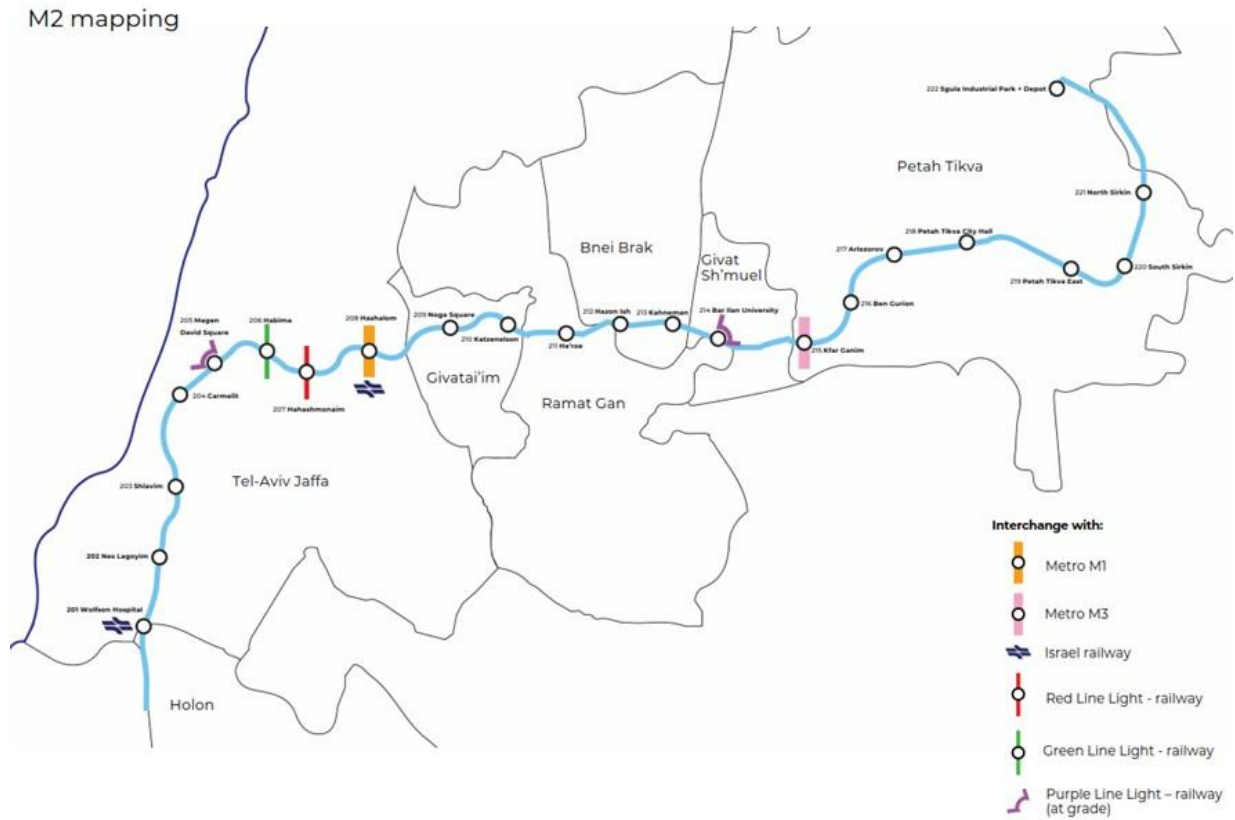 M2 mapping
222 Sgula Industrial Park + Depot
Petah Tikva
221 North Sirkin
218 Petah Tikva City Hall
217 Arlozorov
220 South Sirkin
219 Petah Tikva East
216 Ben Gurion
Bnei Brak
Givat
Sh'muel
205 Magen
David Square
206 Habima
208 Hashalom
209 Noga Square
210 Katzenelson
212 Hazon Ish
213 Kahneman
214 Bar Ilan University
211 Ha'roe
215 Kfar Ganim
204 Carmelit
207 Hahashmonaim
Givatai'im
Ramat Gan
Tel-Aviv Jaffa
203 Shlavim
202 Nes Lagoyim
201 Wolfson Hospital
Holon
Interchange with:
Metro M1
Metro M3
Israel railway
Red Line Light - railway
Green Line Light - railway
Purple Line Light – railway
(at grade)